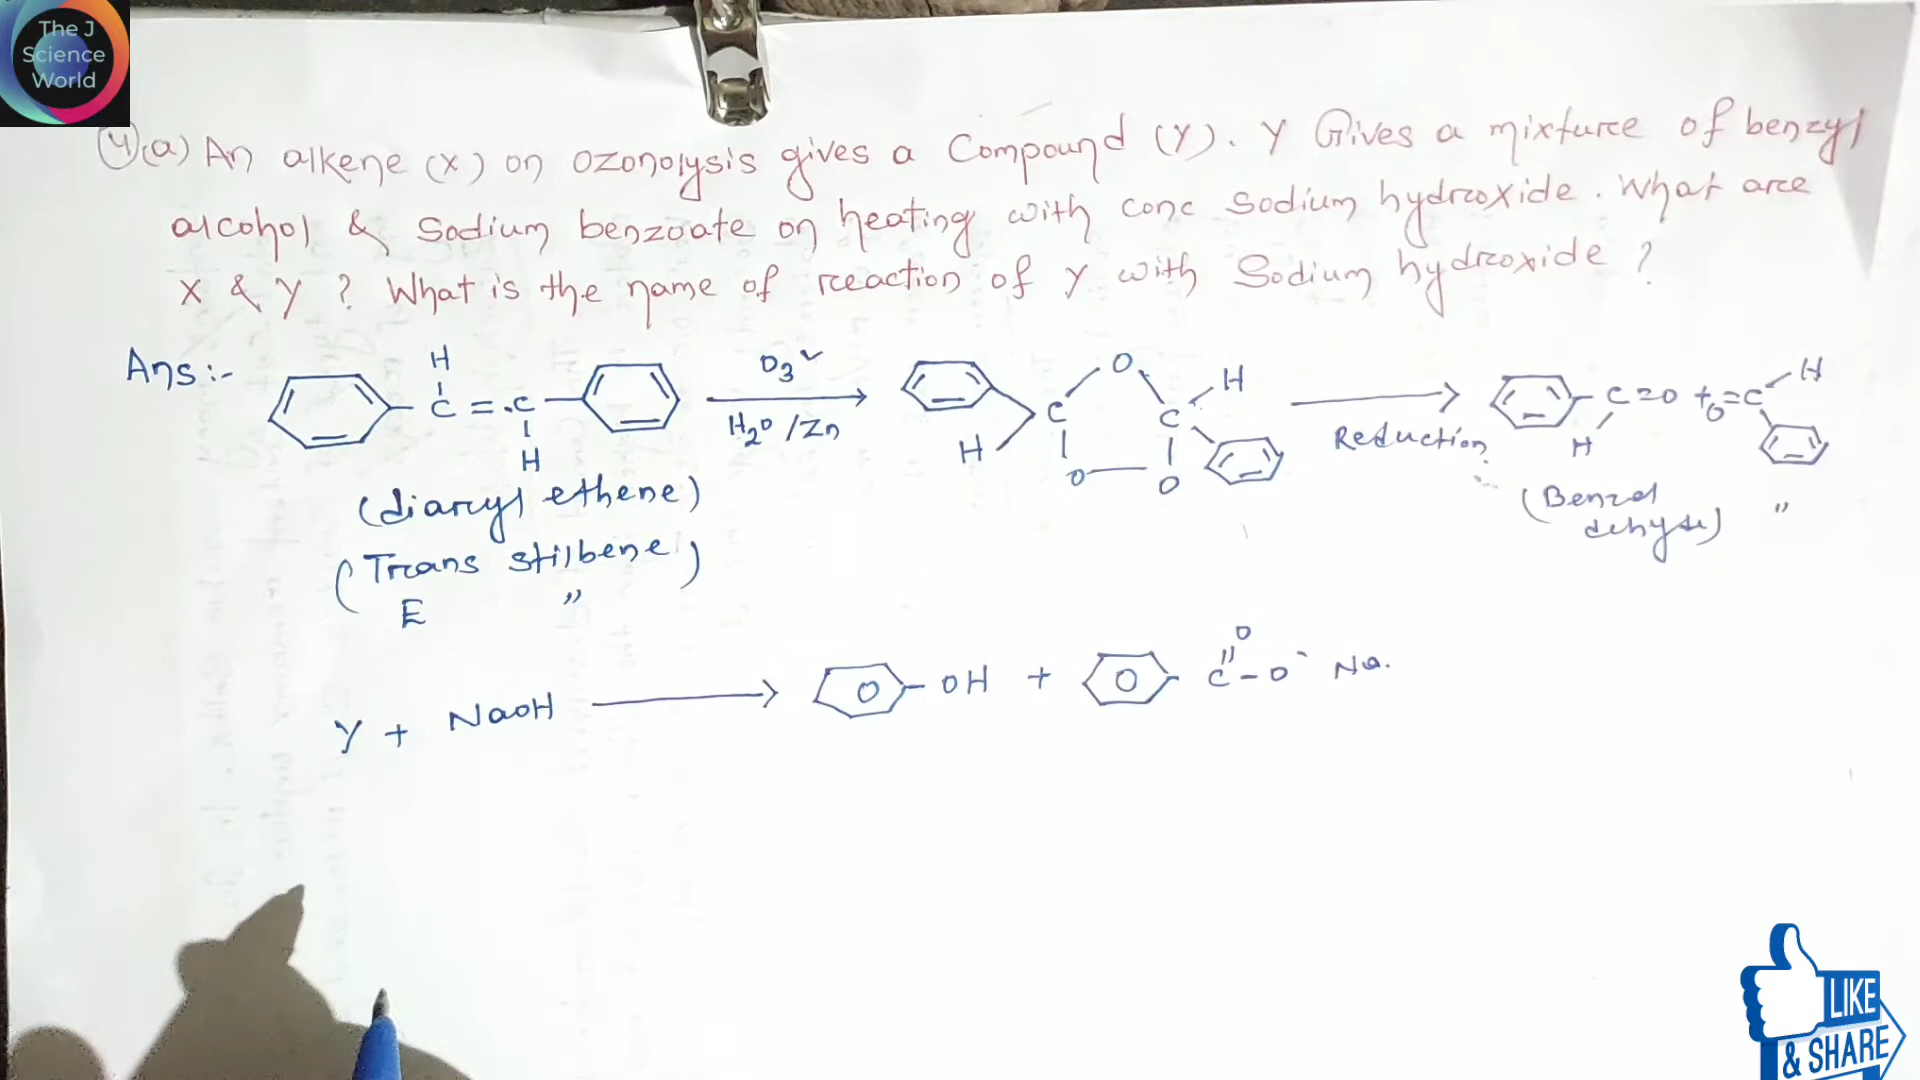 The J
Science
World
4(a) An alkene (x) on ozonolysis gives a Compound (Y). Y Gives a mixture of benzyl
alcohol & Sodium benzoate on heating with conc Sodium hydroxide. What are
X & Y ? What is the name of reaction of Y with Sodium hydroxide ?
Ans:-
H
C = C
H
O3
H2O /Zn
O
C
H
C
H
O
O
Reduction
C=O + O=C
H
H
(diaryl ethene)
(Trans stilbene)
E "
(Benzaldehyde) "
Y + NaOH
OH +
O
C-O- Na.
LIKE
& SHARE